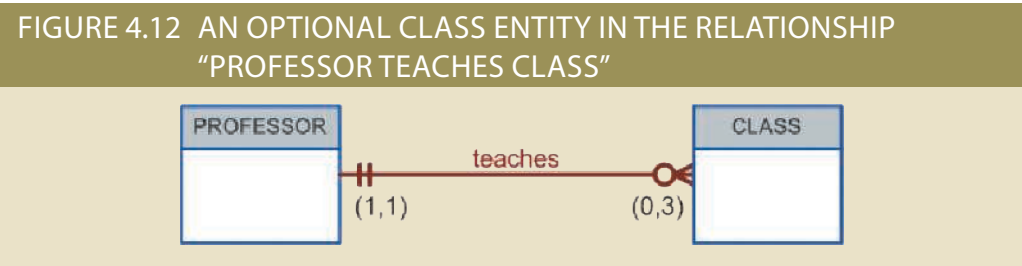 FIGURE 4.12 AN OPTIONAL CLASS ENTITY IN THE RELATIONSHIP
“PROFESSOR TEACHES CLASS”
PROFESSOR
CLASS
teaches
(1,1)
(0,3)